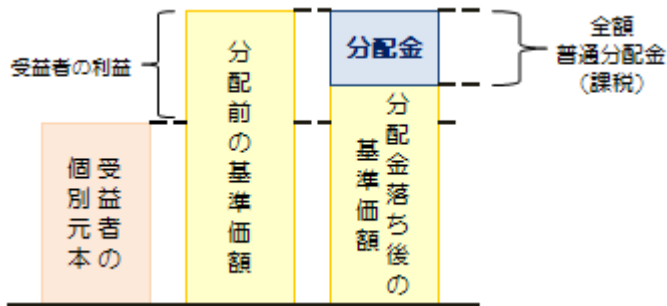 受益者の利益
受益者の
個別元本
分配前の基準価額
分配金
分配金落ち後の
基準価額
全額
普通分配金
(課税)